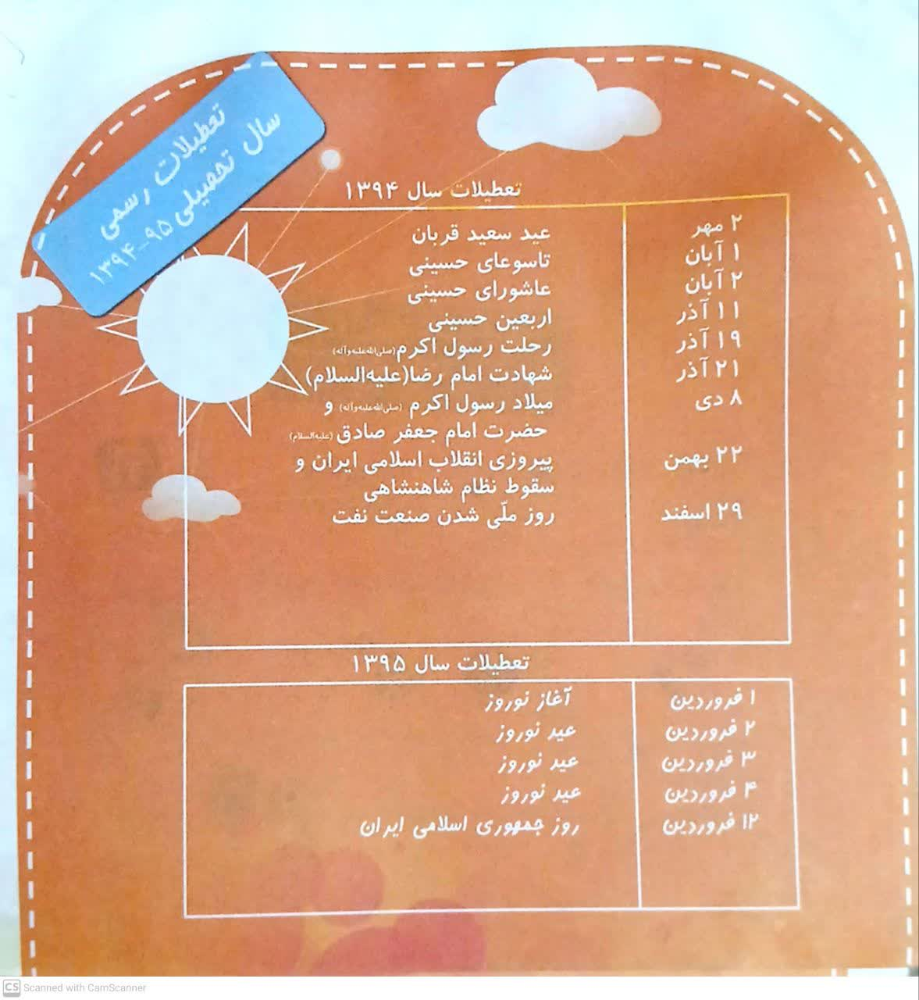 تعطیلات رسمی
سال تحصیلی ۹۵-۱۳۹۴
تعطیلات سال ۱۳۹۴
۲ مهر عید سعید قربان
۱ آبان تاسوعای حسینی
۲ آبان عاشورای حسینی
۱۱ آذر اربعین حسینی
۱۹ آذر رحلت رسول اکرم (صلی‌الله‌علیه‌وآله)
۲۱ آذر شهادت امام رضا(علیه‌السلام)
۸ دی میلاد رسول اکرم (صلی‌الله‌علیه‌وآله) و
حضرت امام جعفر صادق (علیه‌السلام)
۲۲ بهمن پیروزی انقلاب اسلامی ایران و
سقوط نظام شاهنشاهی
۲۹ اسفند روز ملّی شدن صنعت نفت
تعطیلات سال ۱۳۹۵
۱ فروردین آغاز نوروز
۲ فروردین عید نوروز
۳ فروردین عید نوروز
۴ فروردین عید نوروز
۱۲ فروردین روز جمهوری اسلامی ایران
CS Scanned with CamScanner